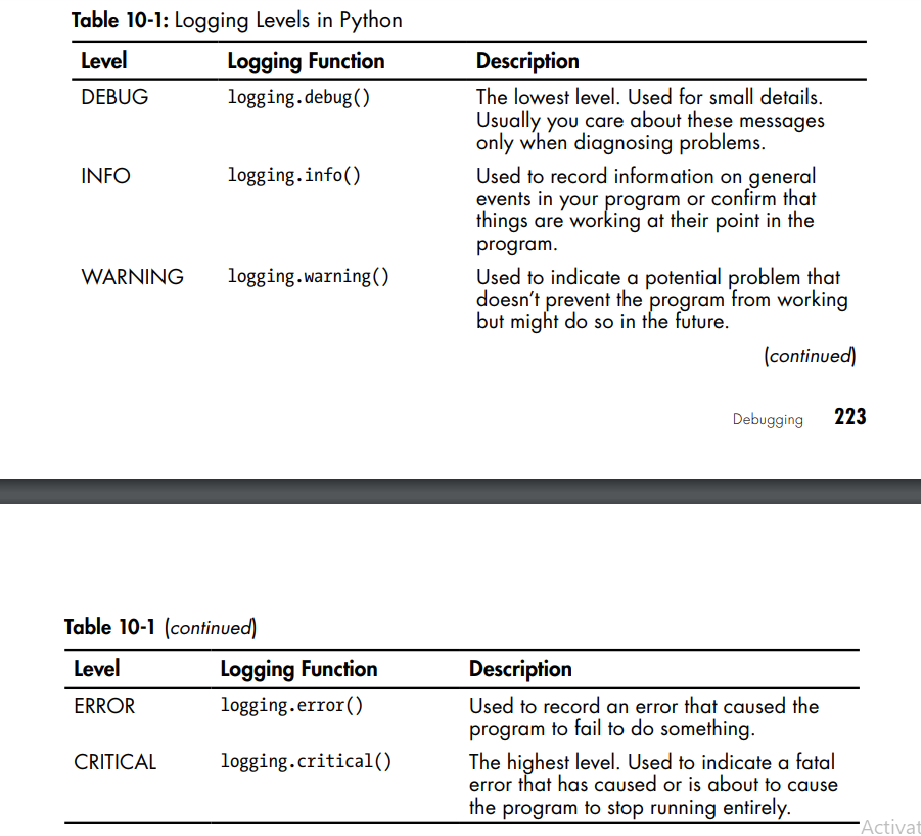 Table 10-1: Logging Levels in Python
Level Logging Function Description
DEBUG logging.debug() The lowest level. Used for small details.
Usually you care about these messages
only when diagnosing problems.
INFO logging.info() Used to record information on general
events in your program or confirm that
things are working at their point in the
program.
WARNING logging.warning() Used to indicate a potential problem that
doesn't prevent the program from working
but might do so in the future.
(continued)
Debugging 223
Table 10-1 (continued)
Level Logging Function Description
ERROR logging.error() Used to record an error that caused the
program to fail to do something.
CRITICAL logging.critical() The highest level. Used to indicate a fatal
error that has caused or is about to cause
the program to stop running entirely.
Activat